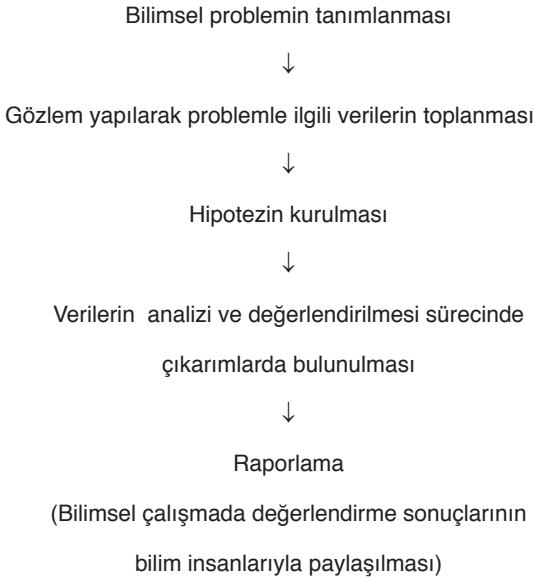 Bilimsel problemin tanımlanması
↓
Gözlem yapılarak problemle ilgili verilerin toplanması
↓
Hipotezin kurulması
↓
Verilerin analizi ve değerlendirilmesi sürecinde
çıkarımlarda bulunulması
↓
Raporlama
(Bilimsel çalışmada değerlendirme sonuçlarının
bilim insanlarıyla paylaşılması)